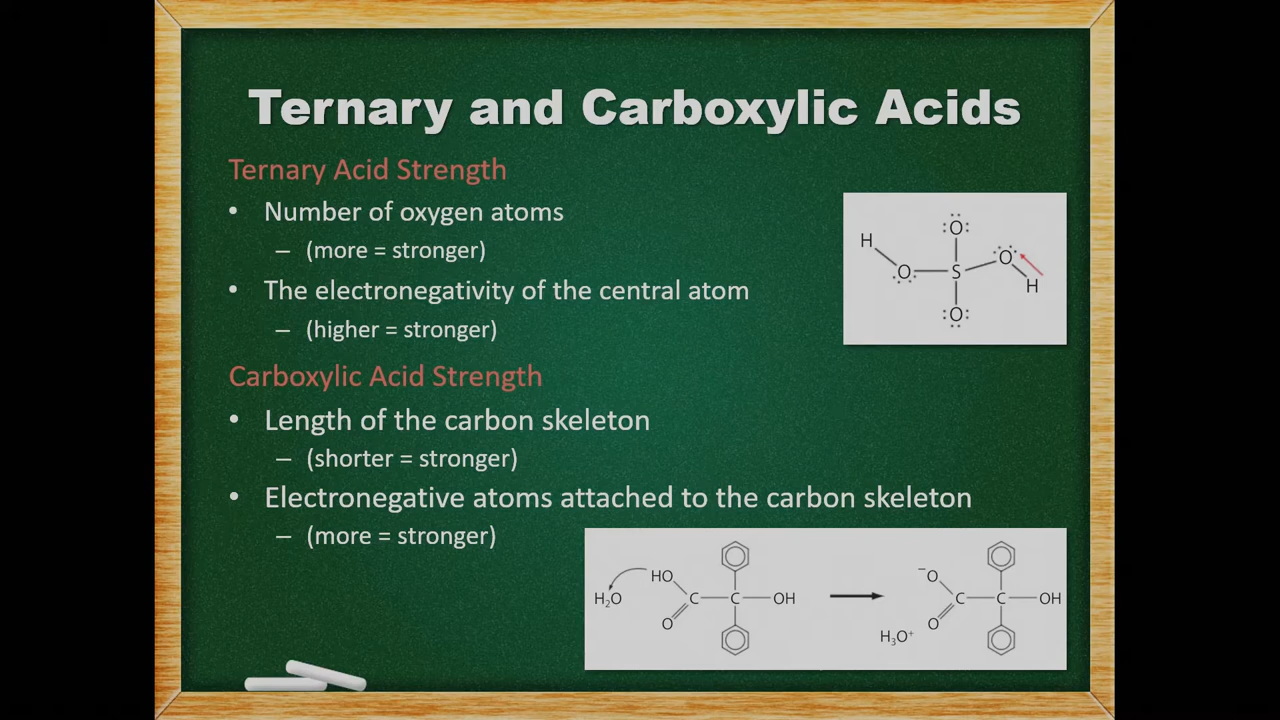 Ternary and Carboxylic Acids
Ternary Acid Strength
• Number of oxygen atoms
– (more = stronger)
• The electronegativity of the central atom
– (higher = stronger)
Carboxylic Acid Strength
• Length of the carbon skeleton
– (shorter = stronger)
• Electronegative atoms attached to the carbon skeleton
– (more = stronger)
O
H
O
O
S
H
O
HO
H₂O
C
C
OH
O
⁻O
C
C
OH
O
H₃O⁺